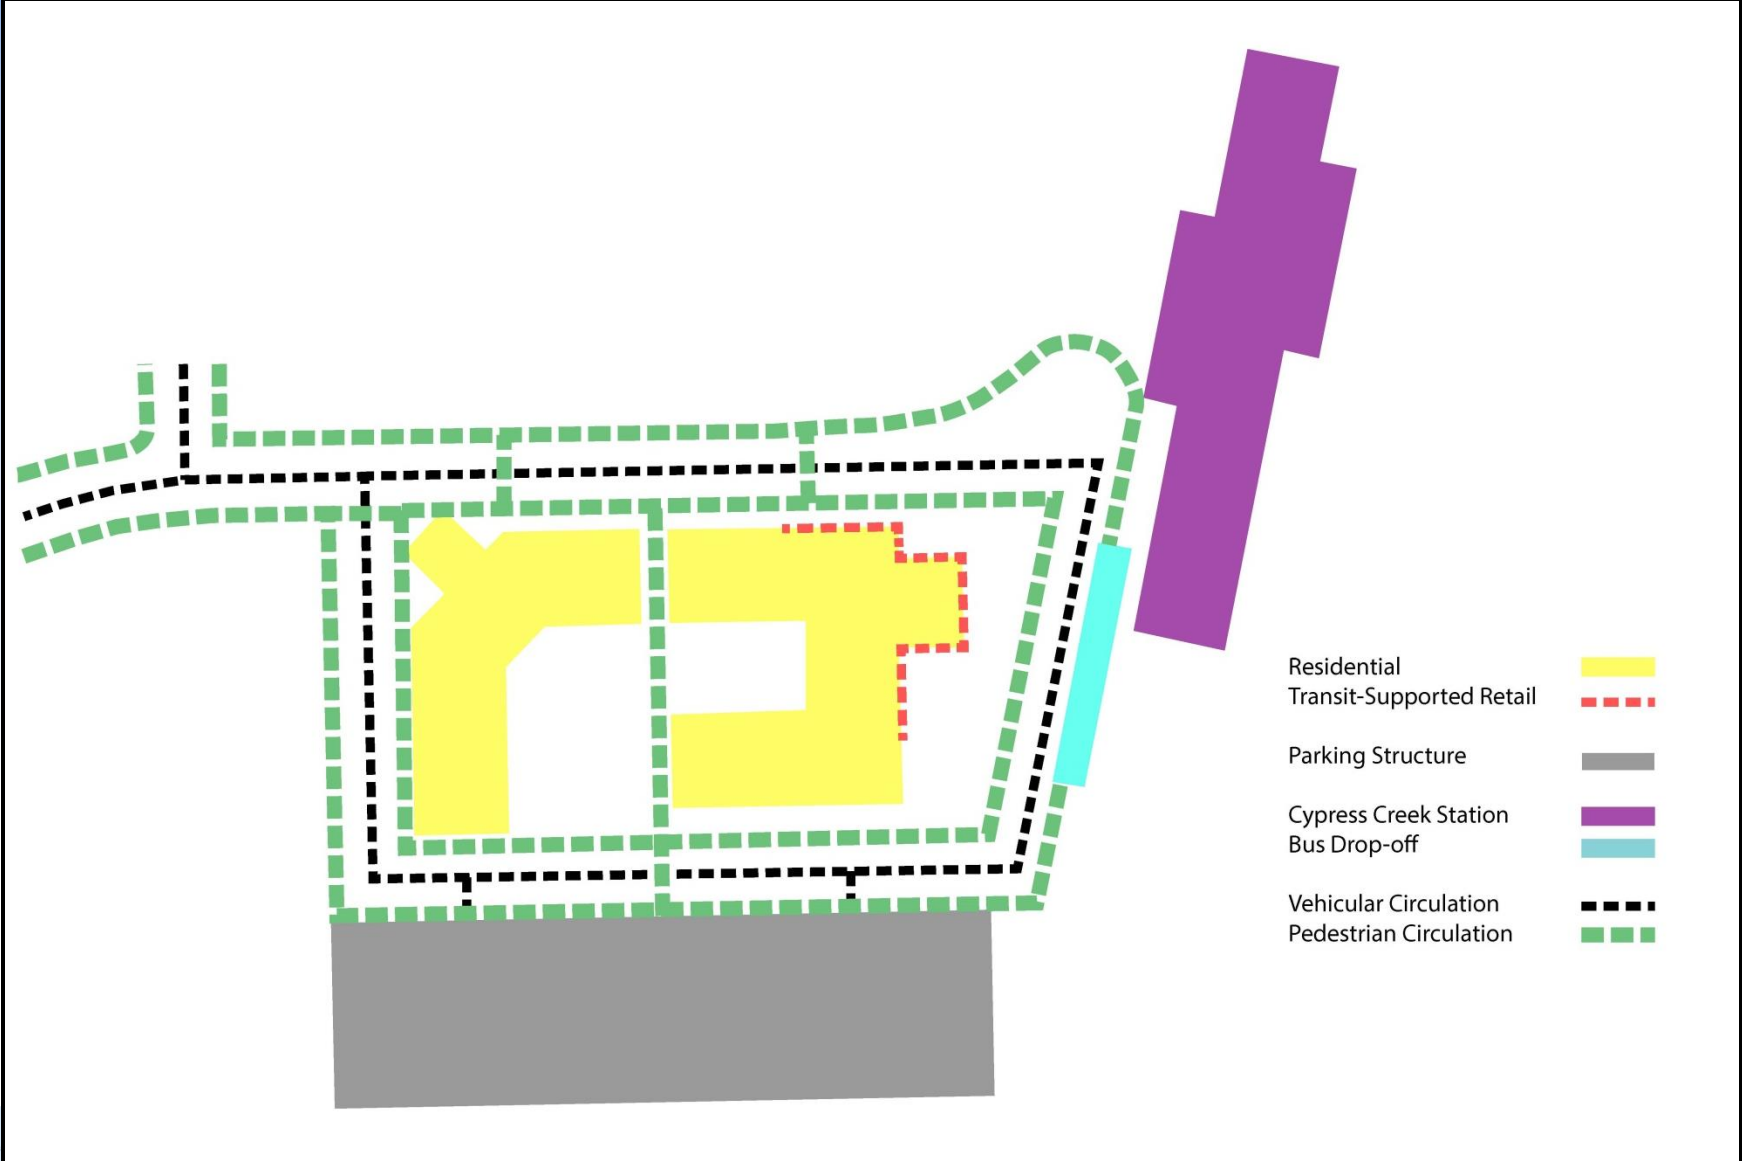 Residential
Transit-Supported Retail
Parking Structure
Cypress Creek Station
Bus Drop-off
Vehicular Circulation
Pedestrian Circulation